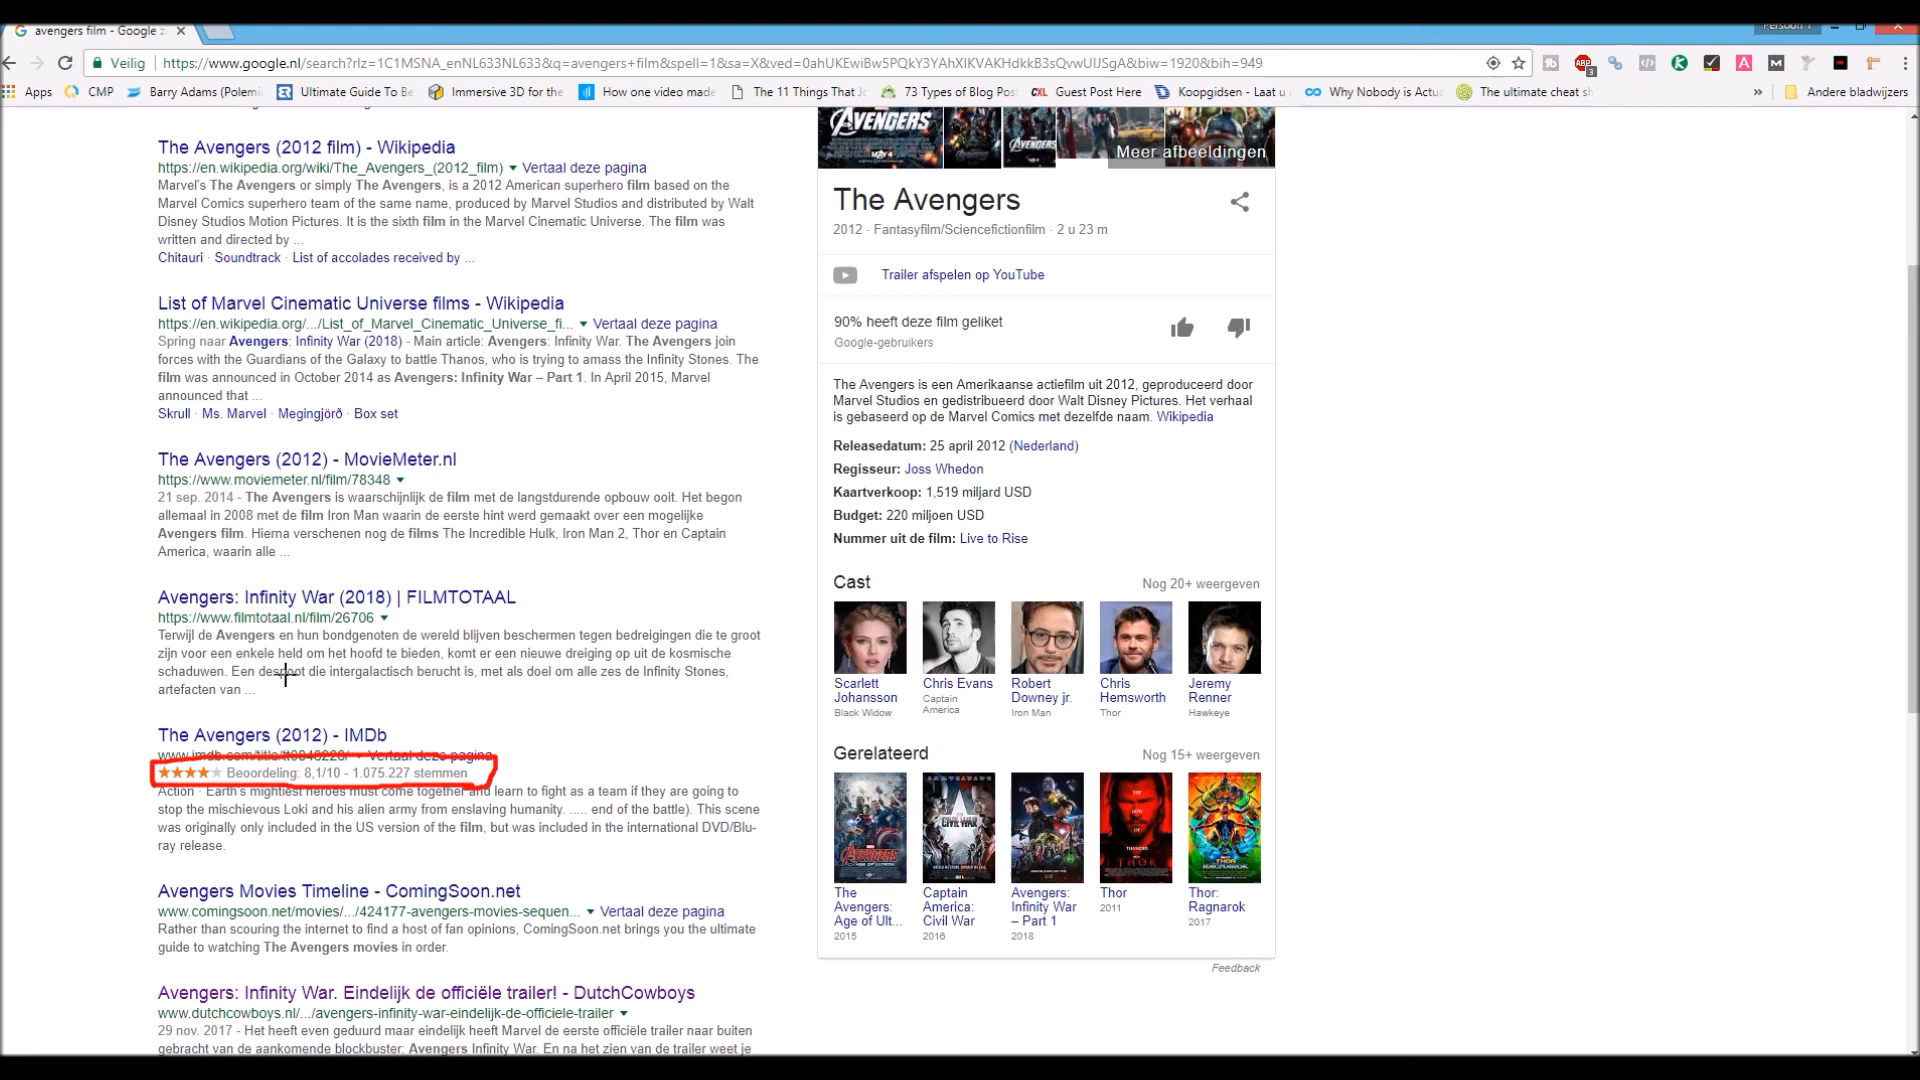 avengers film - Google z
Persoon 1
Veilig
https://www.google.nl/search?rlz=1C1MSNA_enNL633NL633&q=avengers+film&spell=1&sa=X&ved=0ahUKEwiBw5PQkY3YAhXIKVAKHdkkB3sQvwUIJSgA&biw=1920&bih=949
Apps
CMP
Barry Adams (Polemi
Ultimate Guide To Be
Immersive 3D for the
How one video made
The 11 Things That J
73 Types of Blog Post
CXL Guest Post Here
Koopgidsen - Laat u
Why Nobody is Actua
The ultimate cheat sh
»
Andere bladwijzers
The Avengers (2012 film) - Wikipedia
https://en.wikipedia.org/wiki/The_Avengers_(2012_film) Vertaal deze pagina
Marvel's The Avengers or simply The Avengers, is a 2012 American superhero film based on the
Marvel Comics superhero team of the same name, produced by Marvel Studios and distributed by Walt
Disney Studios Motion Pictures. It is the sixth film in the Marvel Cinematic Universe. The film was
written and directed by ...
Chitauri · Soundtrack · List of accolades received by ...
List of Marvel Cinematic Universe films - Wikipedia
https://en.wikipedia.org/.../List_of_Marvel_Cinematic_Universe_fi... Vertaal deze pagina
Spring naar Avengers: Infinity War (2018) - Main article: Avengers: Infinity War. The Avengers join
forces with the Guardians of the Galaxy to battle Thanos, who is trying to amass the Infinity Stones. The
film was announced in October 2014 as Avengers: Infinity War – Part 1. In April 2015, Marvel
announced that ...
Skrull · Ms. Marvel · Megingjörð · Box set
The Avengers (2012) - MovieMeter.nl
https://www.moviemeter.nl/film/78348
21 sep. 2014 - The Avengers is waarschijnlijk de film met de langstdurende opbouw ooit. Het begon
allemaal in 2008 met de film Iron Man waarin de eerste hint werd gemaakt over een mogelijke
Avengers film. Hierna verschenen nog de films The Incredible Hulk, Iron Man 2, Thor en Captain
America, waarin alle ...
Avengers: Infinity War (2018) | FILMTOTAAL
https://www.filmtotaal.nl/film/26706
Terwijl de Avengers en hun bondgenoten de wereld blijven beschermen tegen bedreigingen die te groot
zijn voor een enkele held om het hoofd te bieden, komt er een nieuwe dreiging op uit de kosmische
schaduwen. Een despoot die intergalactisch berucht is, met als doel om alle zes de Infinity Stones,
artefacten van ...
The Avengers (2012) - IMDb
www.imdb.com/title/tt0848228/ Vertaal deze pagina
Beoordeling: 8,1/10 - 1.075.227 stemmen
Action · Earth's mightiest heroes must come together and learn to fight as a team if they are going to
stop the mischievous Loki and his alien army from enslaving humanity. ..... end of the battle). This scene
was originally only included in the US version of the film, but was included in the international DVD/Blu-
ray release.
Avengers Movies Timeline - ComingSoon.net
www.comingsoon.net/movies/.../424177-avengers-movies-sequen... Vertaal deze pagina
Rather than scouring the internet to find a host of fan opinions, ComingSoon.net brings you the ultimate
guide to watching The Avengers movies in order.
Avengers: Infinity War. Eindelijk de officiële trailer! - DutchCowboys
www.dutchcowboys.nl/.../avengers-infinity-war-eindelijk-de-officiele-trailer
29 nov. 2017 - Het heeft even geduurd maar eindelijk heeft Marvel de eerste officiële trailer naar buiten
gebracht van de aankomende blockbuster: Avengers Infinity War. En na het zien van de trailer weet je
AVENGERS
MAY 4
AVENGERS
Meer afbeeldingen
The Avengers
2012 · Fantasyfilm/Sciencefictionfilm · 2 u 23 m
Trailer afspelen op YouTube
90% heeft deze film geliket
Google-gebruikers
The Avengers is een Amerikaanse actiefilm uit 2012, geproduceerd door
Marvel Studios en gedistribueerd door Walt Disney Pictures. Het verhaal
is gebaseerd op de Marvel Comics met dezelfde naam. Wikipedia
Releasedatum: 25 april 2012 (Nederland)
Regisseur: Joss Whedon
Kaartverkoop: 1,519 miljard USD
Budget: 220 miljoen USD
Nummer uit de film: Live to Rise
Cast
Nog 20+ weergeven
Scarlett Johansson
Black Widow
Chris Evans
Captain America
Robert Downey jr.
Iron Man
Chris Hemsworth
Thor
Jeremy Renner
Hawkeye
Gerelateerd
Nog 15+ weergeven
CIVIL WAR
THE
GOD
OF
THUNDER
THOR
The Avengers: Age of Ult...
2015
Captain America: Civil War
2016
Avengers: Infinity War – Part 1
2018
Thor
2011
Thor: Ragnarok
2017
Feedback